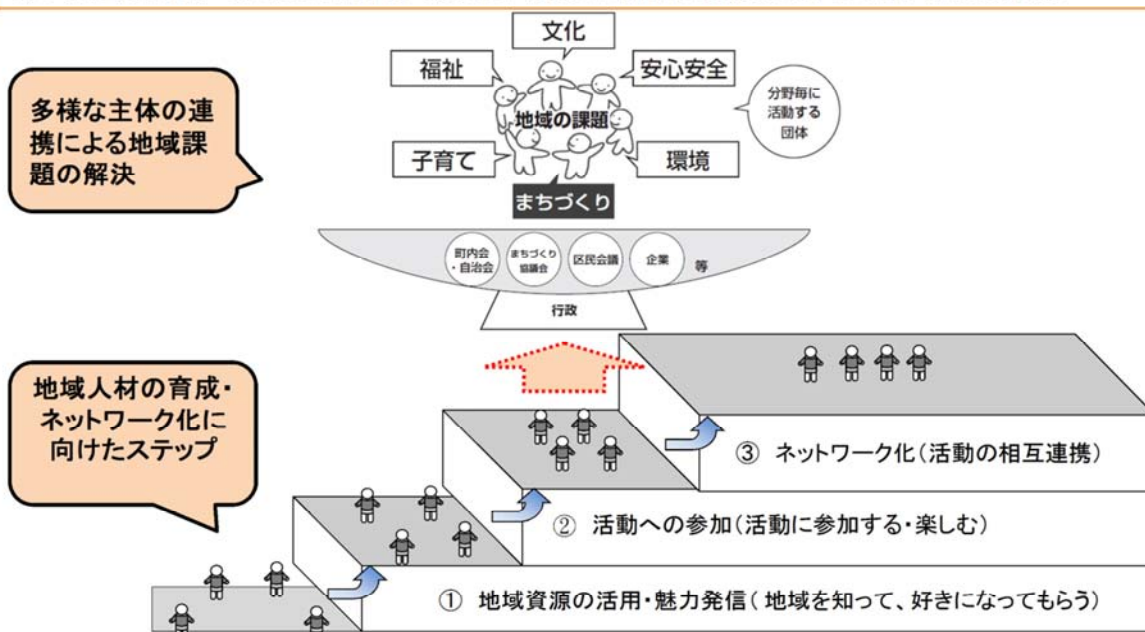 文化
福祉
安心安全
多様な主体の連
携による地域課
題の解決
地域の課題
分野毎に
活動する
団体
子育て
環境
まちづくり
町内会
・自治会
まちづくり
協議会
区民会議
企業
等
行政
地域人材の育成・
ネットワーク化に
向けたステップ
③ ネットワーク化(活動の相互連携)
② 活動への参加(活動に参加する・楽しむ)
① 地域資源の活用・魅力発信( 地域を知って、好きになってもらう)